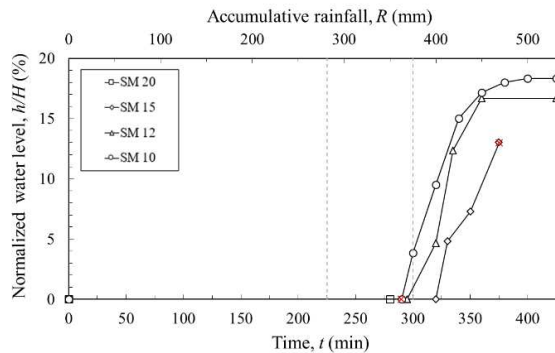 Accumulative rainfall, R (mm)
0 100 200 300 400 500
Normalized water level, h/H (%)
20
15
10
5
0
SM 20
SM 15
SM 12
SM 10
0 50 100 150 200 250 300 350 400
Time, t (min)